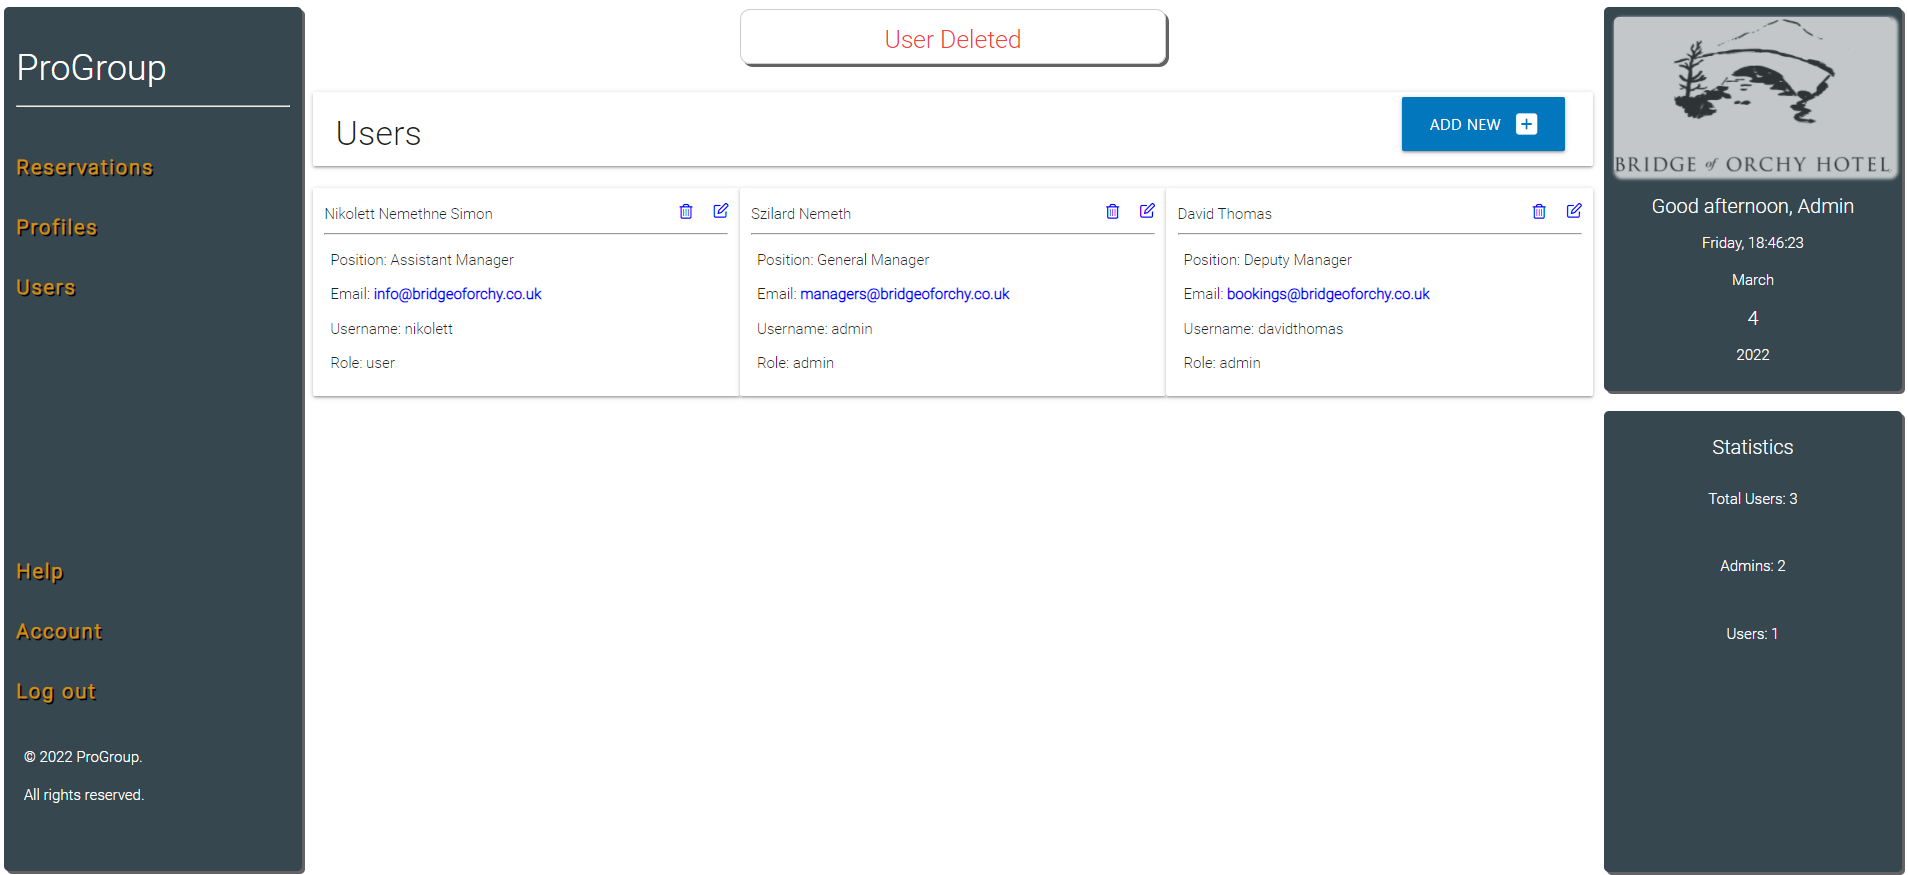 ProGroup
Reservations
Profiles
Users
Help
Account
Log out
© 2022 ProGroup.
All rights reserved.
User Deleted
Users
ADD NEW
Nikolett Nemethne Simon
Position: Assistant Manager
Email: info@bridgeoforchy.co.uk
Username: nikolett
Role: user
Szilard Nemeth
Position: General Manager
Email: managers@bridgeoforchy.co.uk
Username: admin
Role: admin
David Thomas
Position: Deputy Manager
Email: bookings@bridgeoforchy.co.uk
Username: davidthomas
Role: admin
BRIDGE of ORCHY HOTEL
Good afternoon, Admin
Friday, 18:46:23
March
4
2022
Statistics
Total Users: 3
Admins: 2
Users: 1